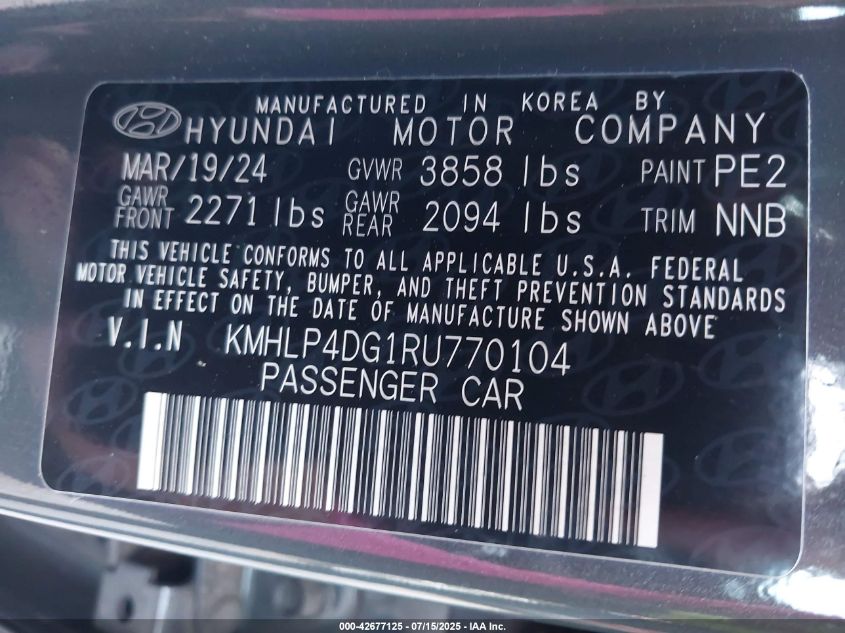 MANUFACTURED IN KOREA BY
HYUNDAI MOTOR COMPANY
MAR/19/24 GVWR 3858 lbs PAINT PE2
GAWR FRONT 2271 lbs GAWR REAR 2094 lbs TRIM NNB
THIS VEHICLE CONFORMS TO ALL APPLICABLE U.S.A. FEDERAL
MOTOR VEHICLE SAFETY, BUMPER, AND THEFT PREVENTION STANDARDS
IN EFFECT ON THE DATE OF MANUFACTURE SHOWN ABOVE
V.I.N KMHLP4DG1RU770104
PASSENGER CAR
000-42677125 - 07/15/2025 - IAA Inc.